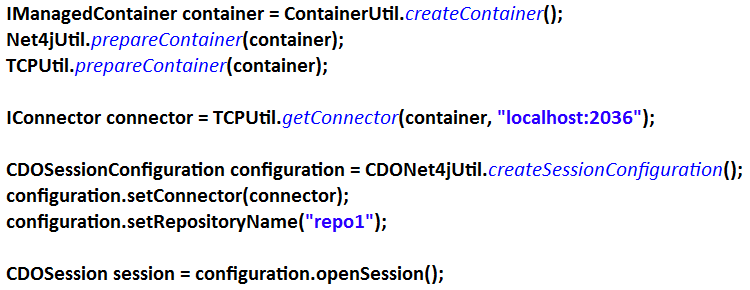 IManagedContainer container = ContainerUtil.createContainer();
Net4jUtil.prepareContainer(container);
TCPUtil.prepareContainer(container);
IConnector connector = TCPUtil.getConnector(container, "localhost:2036");
CDOSessionConfiguration configuration = CDONet4jUtil.createSessionConfiguration();
configuration.setConnector(connector);
configuration.setRepositoryName("repo1");
CDOSession session = configuration.openSession();